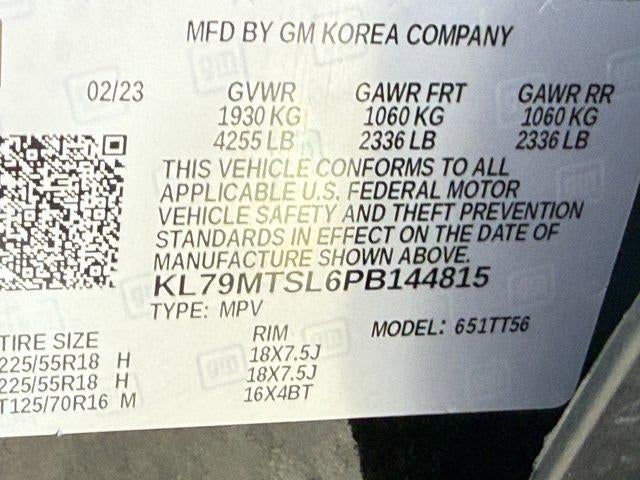 MFD BY GM KOREA COMPANY
02/23 GVWR GAWR FRT GAWR RR
1930 KG 1060 KG 1060 KG
4255 LB 2336 LB 2336 LB
THIS VEHICLE CONFORMS TO ALL
APPLICABLE U.S. FEDERAL MOTOR
VEHICLE SAFETY AND THEFT PREVENTION
STANDARDS IN EFFECT ON THE DATE OF
MANUFACTURE SHOWN ABOVE.
KL79MTSL6PB144815
TYPE: MPV MODEL: 651TT56
TIRE SIZE RIM
225/55R18 H 18X7.5J
225/55R18 H 18X7.5J
T125/70R16 M 16X4BT